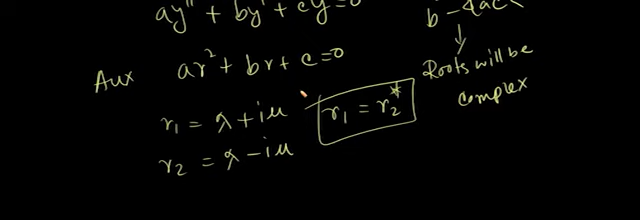 ay'' + by' + cy = 0
b² - 4ac <
Aux ar² + br + c = 0
Roots will be
complex
r₁ = λ + iμ
r₁ = r₂*
r₂ = λ - iμ